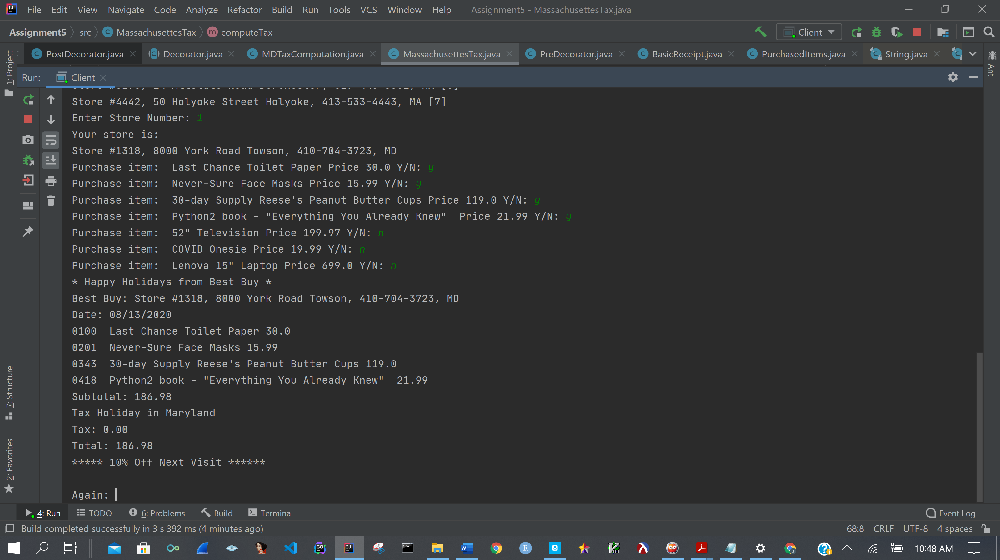 File Edit View Navigate Code Analyze Refactor Build Run Tools VCS Window Help Assignment5 - MassachusettesTax.java
Assignment5 src MassachusettesTax computeTax Client
1: Project PostDecorator.java Decorator.java MDTaxComputation.java MassachusettesTax.java PreDecorator.java BasicReceipt.java PurchasedItems.java String.java Ant
Run: Client
Store #4442, 50 Holyoke Street Holyoke, 413-533-4443, MA [7]
Enter Store Number: 1
Your store is:
Store #1318, 8000 York Road Towson, 410-704-3723, MD
Purchase item:  Last Chance Toilet Paper Price 30.0 Y/N: y
Purchase item:  Never-Sure Face Masks Price 15.99 Y/N: y
Purchase item:  30-day Supply Reese's Peanut Butter Cups Price 119.0 Y/N: y
Purchase item:  Python2 book - "Everything You Already Knew"  Price 21.99 Y/N: y
Purchase item:  52" Television Price 199.97 Y/N: n
Purchase item:  COVID Onesie Price 19.99 Y/N: n
Purchase item:  Lenova 15" Laptop Price 699.0 Y/N: n
* Happy Holidays from Best Buy *
Best Buy: Store #1318, 8000 York Road Towson, 410-704-3723, MD
Date: 08/13/2020
0100  Last Chance Toilet Paper 30.0
0201  Never-Sure Face Masks 15.99
0343  30-day Supply Reese's Peanut Butter Cups 119.0
0418  Python2 book - "Everything You Already Knew"  21.99
Subtotal: 186.98
Tax Holiday in Maryland
Tax: 0.00
Total: 186.98
***** 10% Off Next Visit ******
Again:
7: Structure
2: Favorites
4: Run TODO 6: Problems Build Terminal Event Log
Build completed successfully in 3 s 392 ms (4 minutes ago) 68:8 CRLF UTF-8 4 spaces
10:48 AM